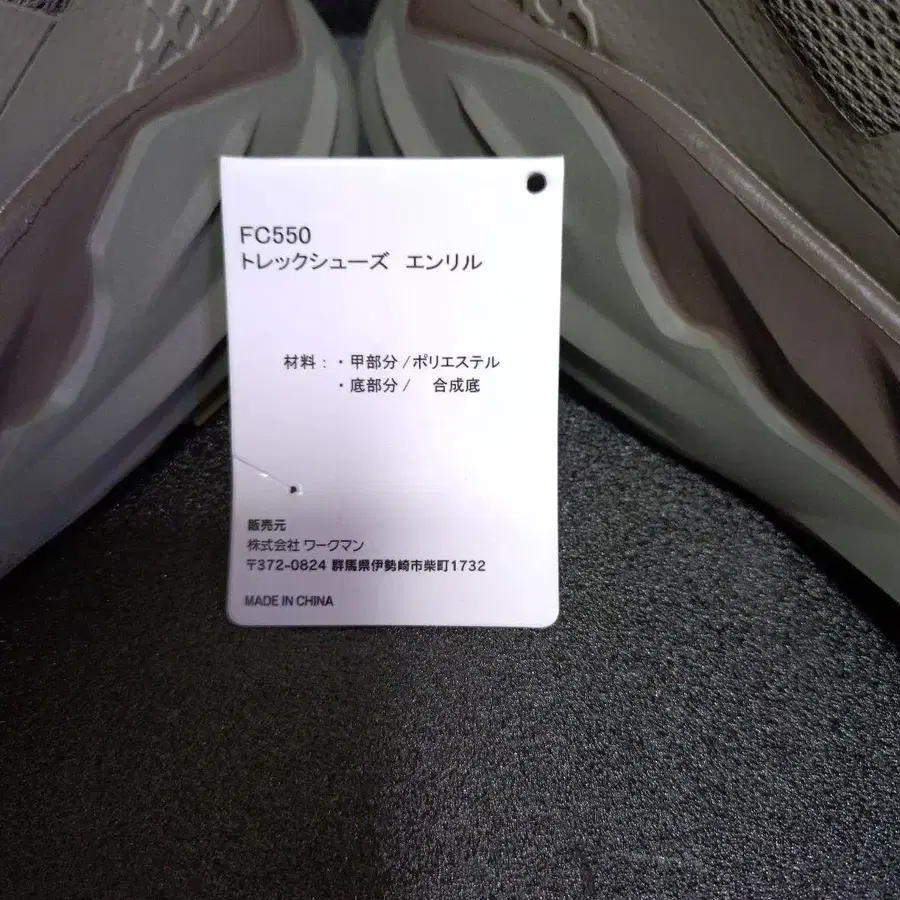 FC550
トレックシューズ エンリル
材料：・甲部分/ポリエステル
・底部分/ 合成底
販売元
株式会社 ワークマン
〒372-0824 群馬県伊勢崎市柴町1732
MADE IN CHINA